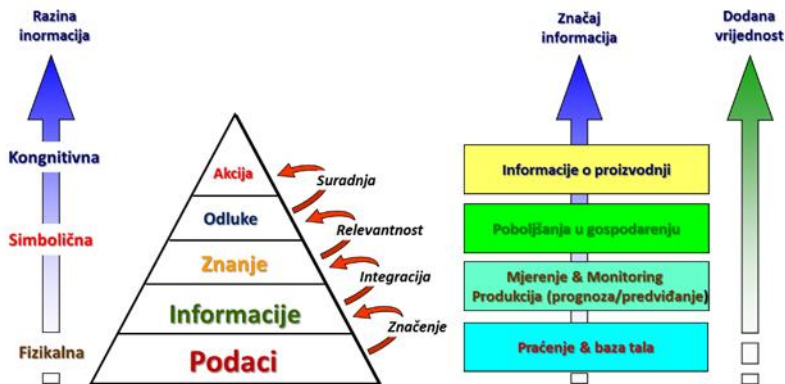 Razina
inormacija
Kongnitivna
Simbolična
Fizikalna
Akcija
Odluke
Znanje
Informacije
Podaci
Suradnja
Relevantnost
Integracija
Značenje
Značaj
informacija
Informacije o proizvodnji
Poboljšanja u gospodarenju
Mjerenje & Monitoring
Produkcija (prognoza/predviđanje)
Praćenje & baza tala
Dodana
vrijednost